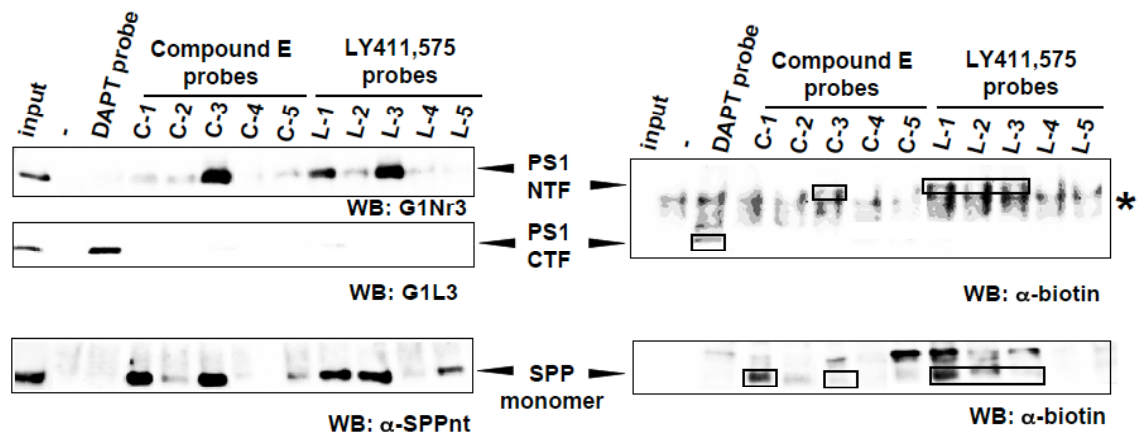 Compound E
probes
LY411,575
probes
input
-
DAPT probe
C-1
C-2
C-3
C-4
C-5
L-1
L-2
L-3
L-4
L-5
PS1
NTF
WB: G1Nr3
PS1
CTF
WB: G1L3
SPP
monomer
WB: α-SPPnt
Compound E
probes
LY411,575
probes
input
-
DAPT probe
C-1
C-2
C-3
C-4
C-5
L-1
L-2
L-3
L-4
L-5
*
WB: α-biotin
WB: α-biotin